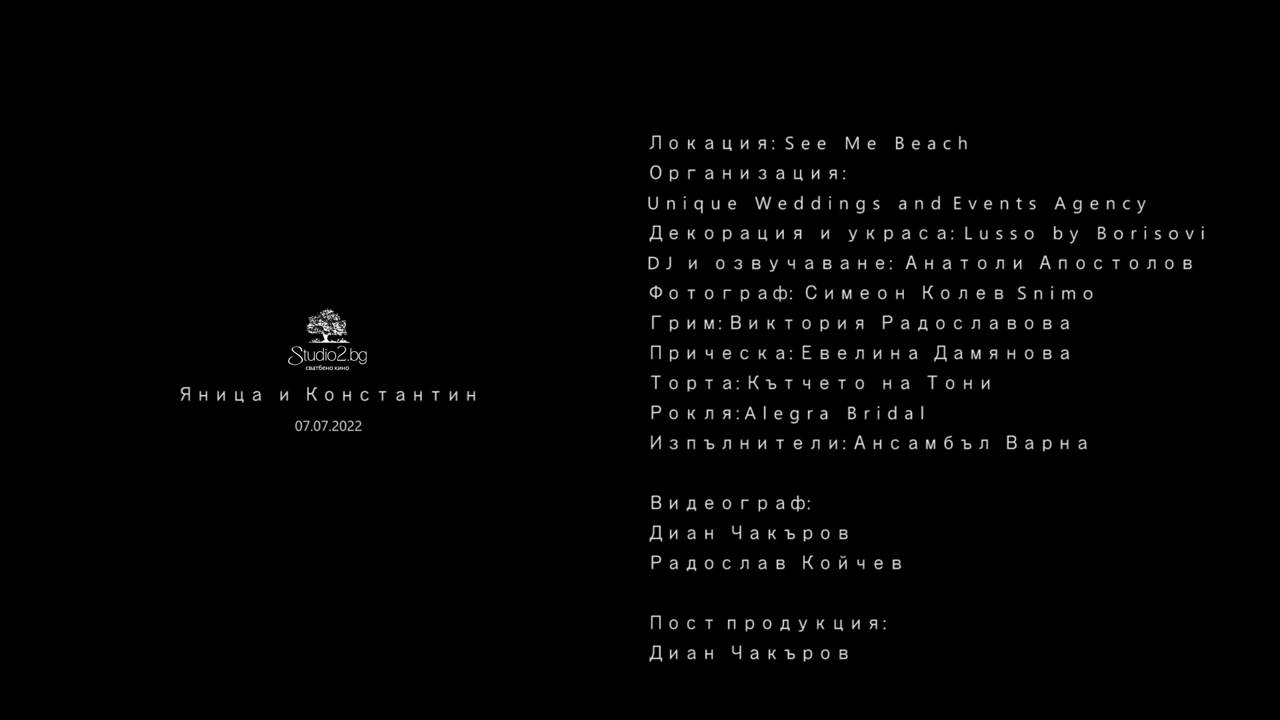 Studio2.bg
сватбено кино
Яница и Константин
07.07.2022
Локация: See Me Beach
Организация:
Unique Weddings and Events Agency
Декорация и украса: Lusso by Borisovi
DJ и озвучаване: Анатоли Апостолов
Фотограф: Симеон Колев Snimo
Грим:Виктория Радославова
Прическа:Евелина Дамянова
Торта:Кътчето на Тони
Рокля:Alegra Bridal
Изпълнители:Ансамбъл Варна
Видеограф:
Диан Чакъров
Радослав Койчев
Пост продукция:
Диан Чакъров